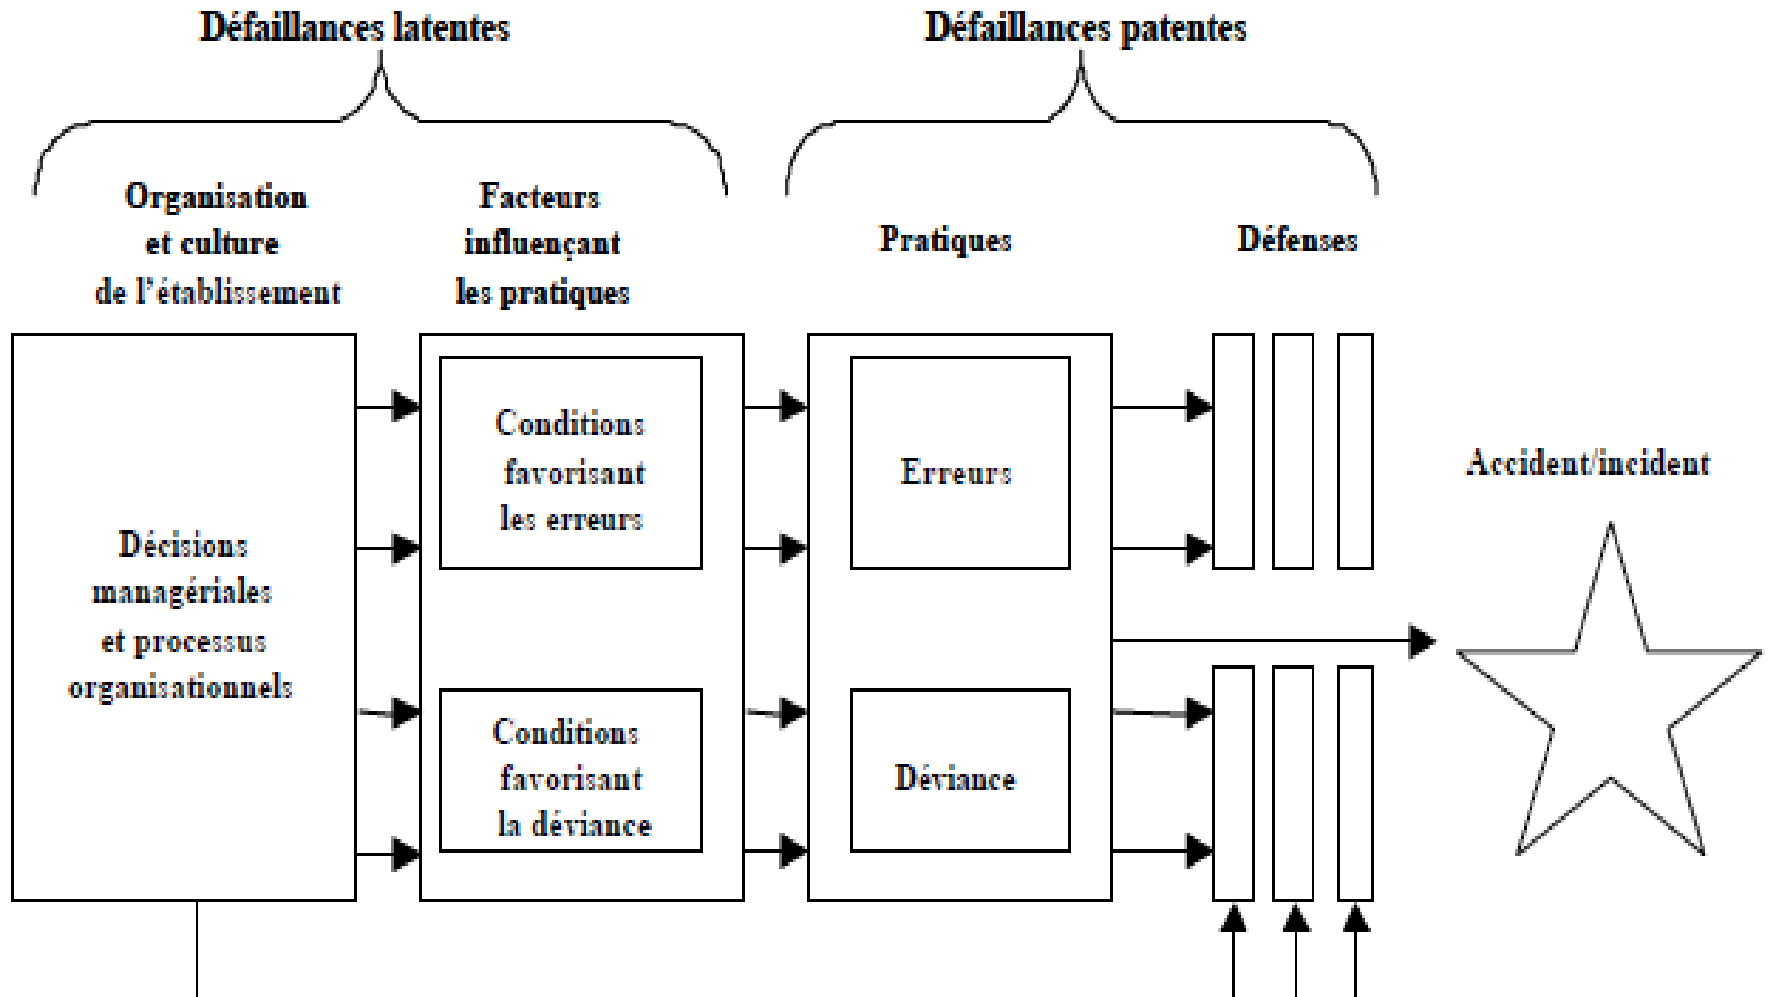 Défaillances latentes
Défaillances patentes
Organisation
et culture
de l’établissement
Facteurs
influençant
les pratiques
Pratiques
Défenses
Décisions
managériales
et processus
organisationnels
Conditions
favorisant
les erreurs
Conditions
favorisant
la déviance
Erreurs
Déviance
Accident/incident